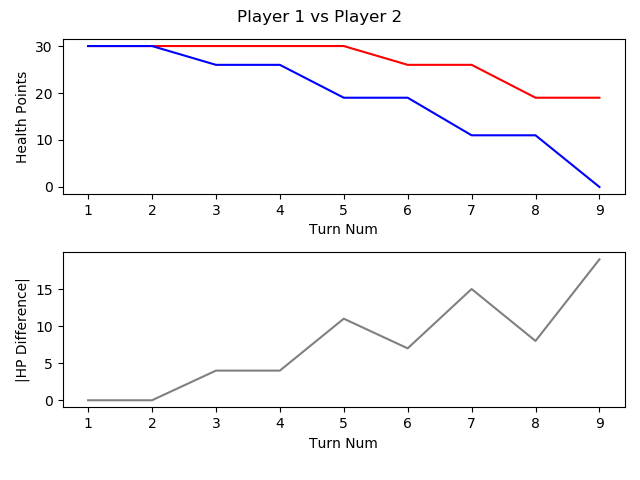 Player 1 vs Player 2
Health Points
30
20
10
0
1 2 3 4 5 6 7 8 9
Turn Num
|HP Difference|
15
10
5
0
1 2 3 4 5 6 7 8 9
Turn Num